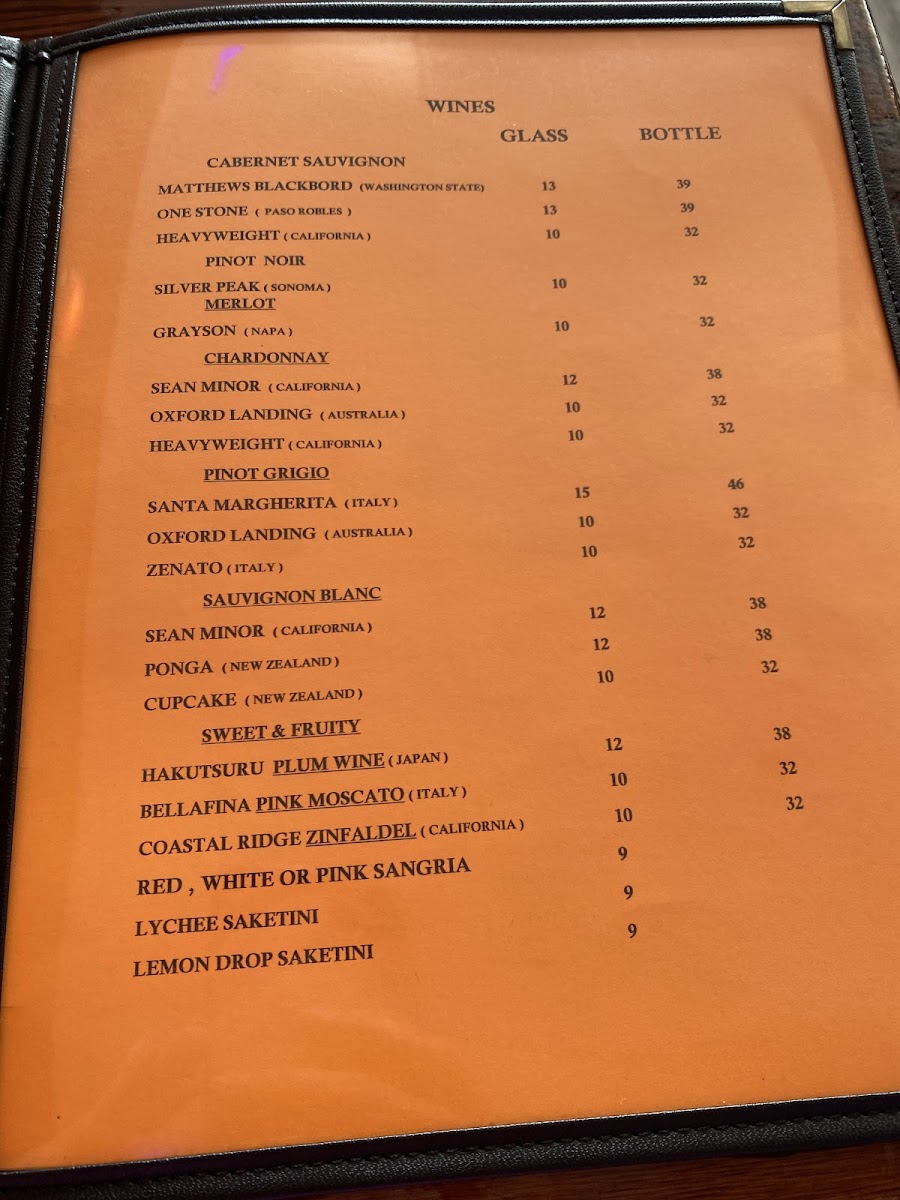 WINES
GLASS BOTTLE
CABERNET SAUVIGNON
MATTHEWS BLACKBORD (WASHINGTON STATE) 13 39
ONE STONE ( PASO ROBLES ) 13 39
HEAVYWEIGHT ( CALIFORNIA ) 10 32
PINOT NOIR
SILVER PEAK ( SONOMA ) 10 32
MERLOT
GRAYSON ( NAPA ) 10 32
CHARDONNAY
SEAN MINOR ( CALIFORNIA ) 12 38
OXFORD LANDING ( AUSTRALIA ) 10 32
HEAVYWEIGHT ( CALIFORNIA ) 10 32
PINOT GRIGIO
SANTA MARGHERITA ( ITALY ) 15 46
OXFORD LANDING ( AUSTRALIA ) 10 32
ZENATO ( ITALY ) 10 32
SAUVIGNON BLANC
SEAN MINOR ( CALIFORNIA ) 12 38
PONGA ( NEW ZEALAND ) 12 38
CUPCAKE ( NEW ZEALAND ) 10 32
SWEET & FRUITY
HAKUTSURU PLUM WINE ( JAPAN ) 12 38
BELLAFINA PINK MOSCATO ( ITALY ) 10 32
COASTAL RIDGE ZINFALDEL ( CALIFORNIA ) 10 32
RED , WHITE OR PINK SANGRIA 9
LYCHEE SAKETINI 9
LEMON DROP SAKETINI 9